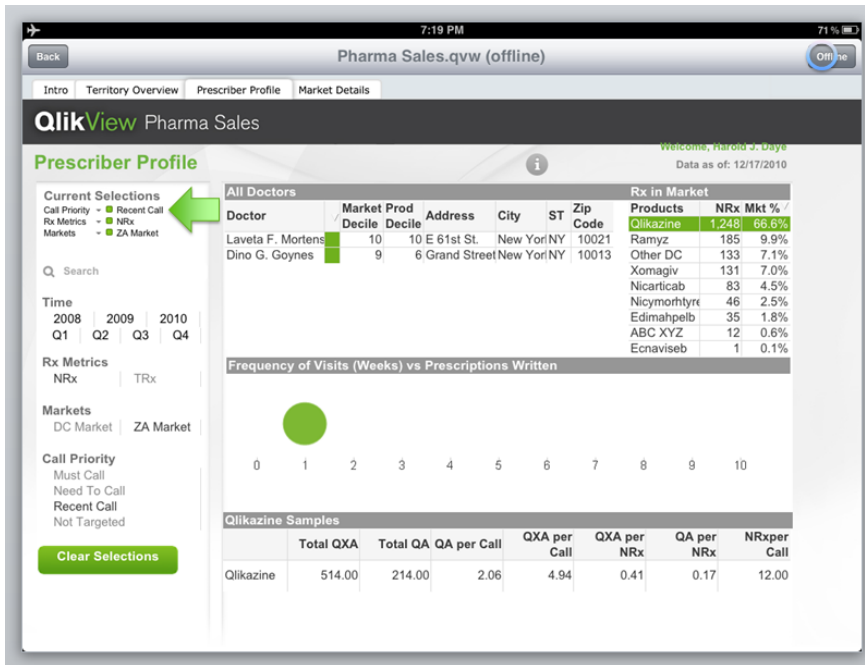 7:19 PM
71 %
Back
Pharma Sales.qvw (offline)
Offline
Intro Territory Overview Prescriber Profile Market Details
QlikView Pharma Sales
Welcome, Harold J. Daye
Prescriber Profile
i
Data as of: 12/17/2010
Current Selections
Call Priority Recent Call
Rx Metrics NRx
Markets ZA Market
Search
Time
2008 2009 2010
Q1 Q2 Q3 Q4
Rx Metrics
NRx TRx
Markets
DC Market ZA Market
Call Priority
Must Call
Need To Call
Recent Call
Not Targeted
Clear Selections
All Doctors
Doctor Market Decile Prod Decile Address City ST Zip Code
Laveta F. Mortens 10 10 E 61st St. New Yor NY 10021
Dino G. Goynes 9 6 Grand Street New Yor NY 10013
Rx in Market
Products NRx Mkt %
Qlikazine 1,248 66.6%
Ramyz 185 9.9%
Other DC 133 7.1%
Xomagiv 131 7.0%
Nicarticab 83 4.5%
Nicymorhtyre 46 2.5%
Edimahpelb 35 1.8%
ABC XYZ 12 0.6%
Ecnaviseb 1 0.1%
Frequency of Visits (Weeks) vs Prescriptions Written
0 1 2 3 4 5 6 7 8 9 10
Qlikazine Samples
Total QXA Total QA QA per Call QXA per Call QXA per NRx QA per NRx NRxper Call
Qlikazine 514.00 214.00 2.06 4.94 0.41 0.17 12.00